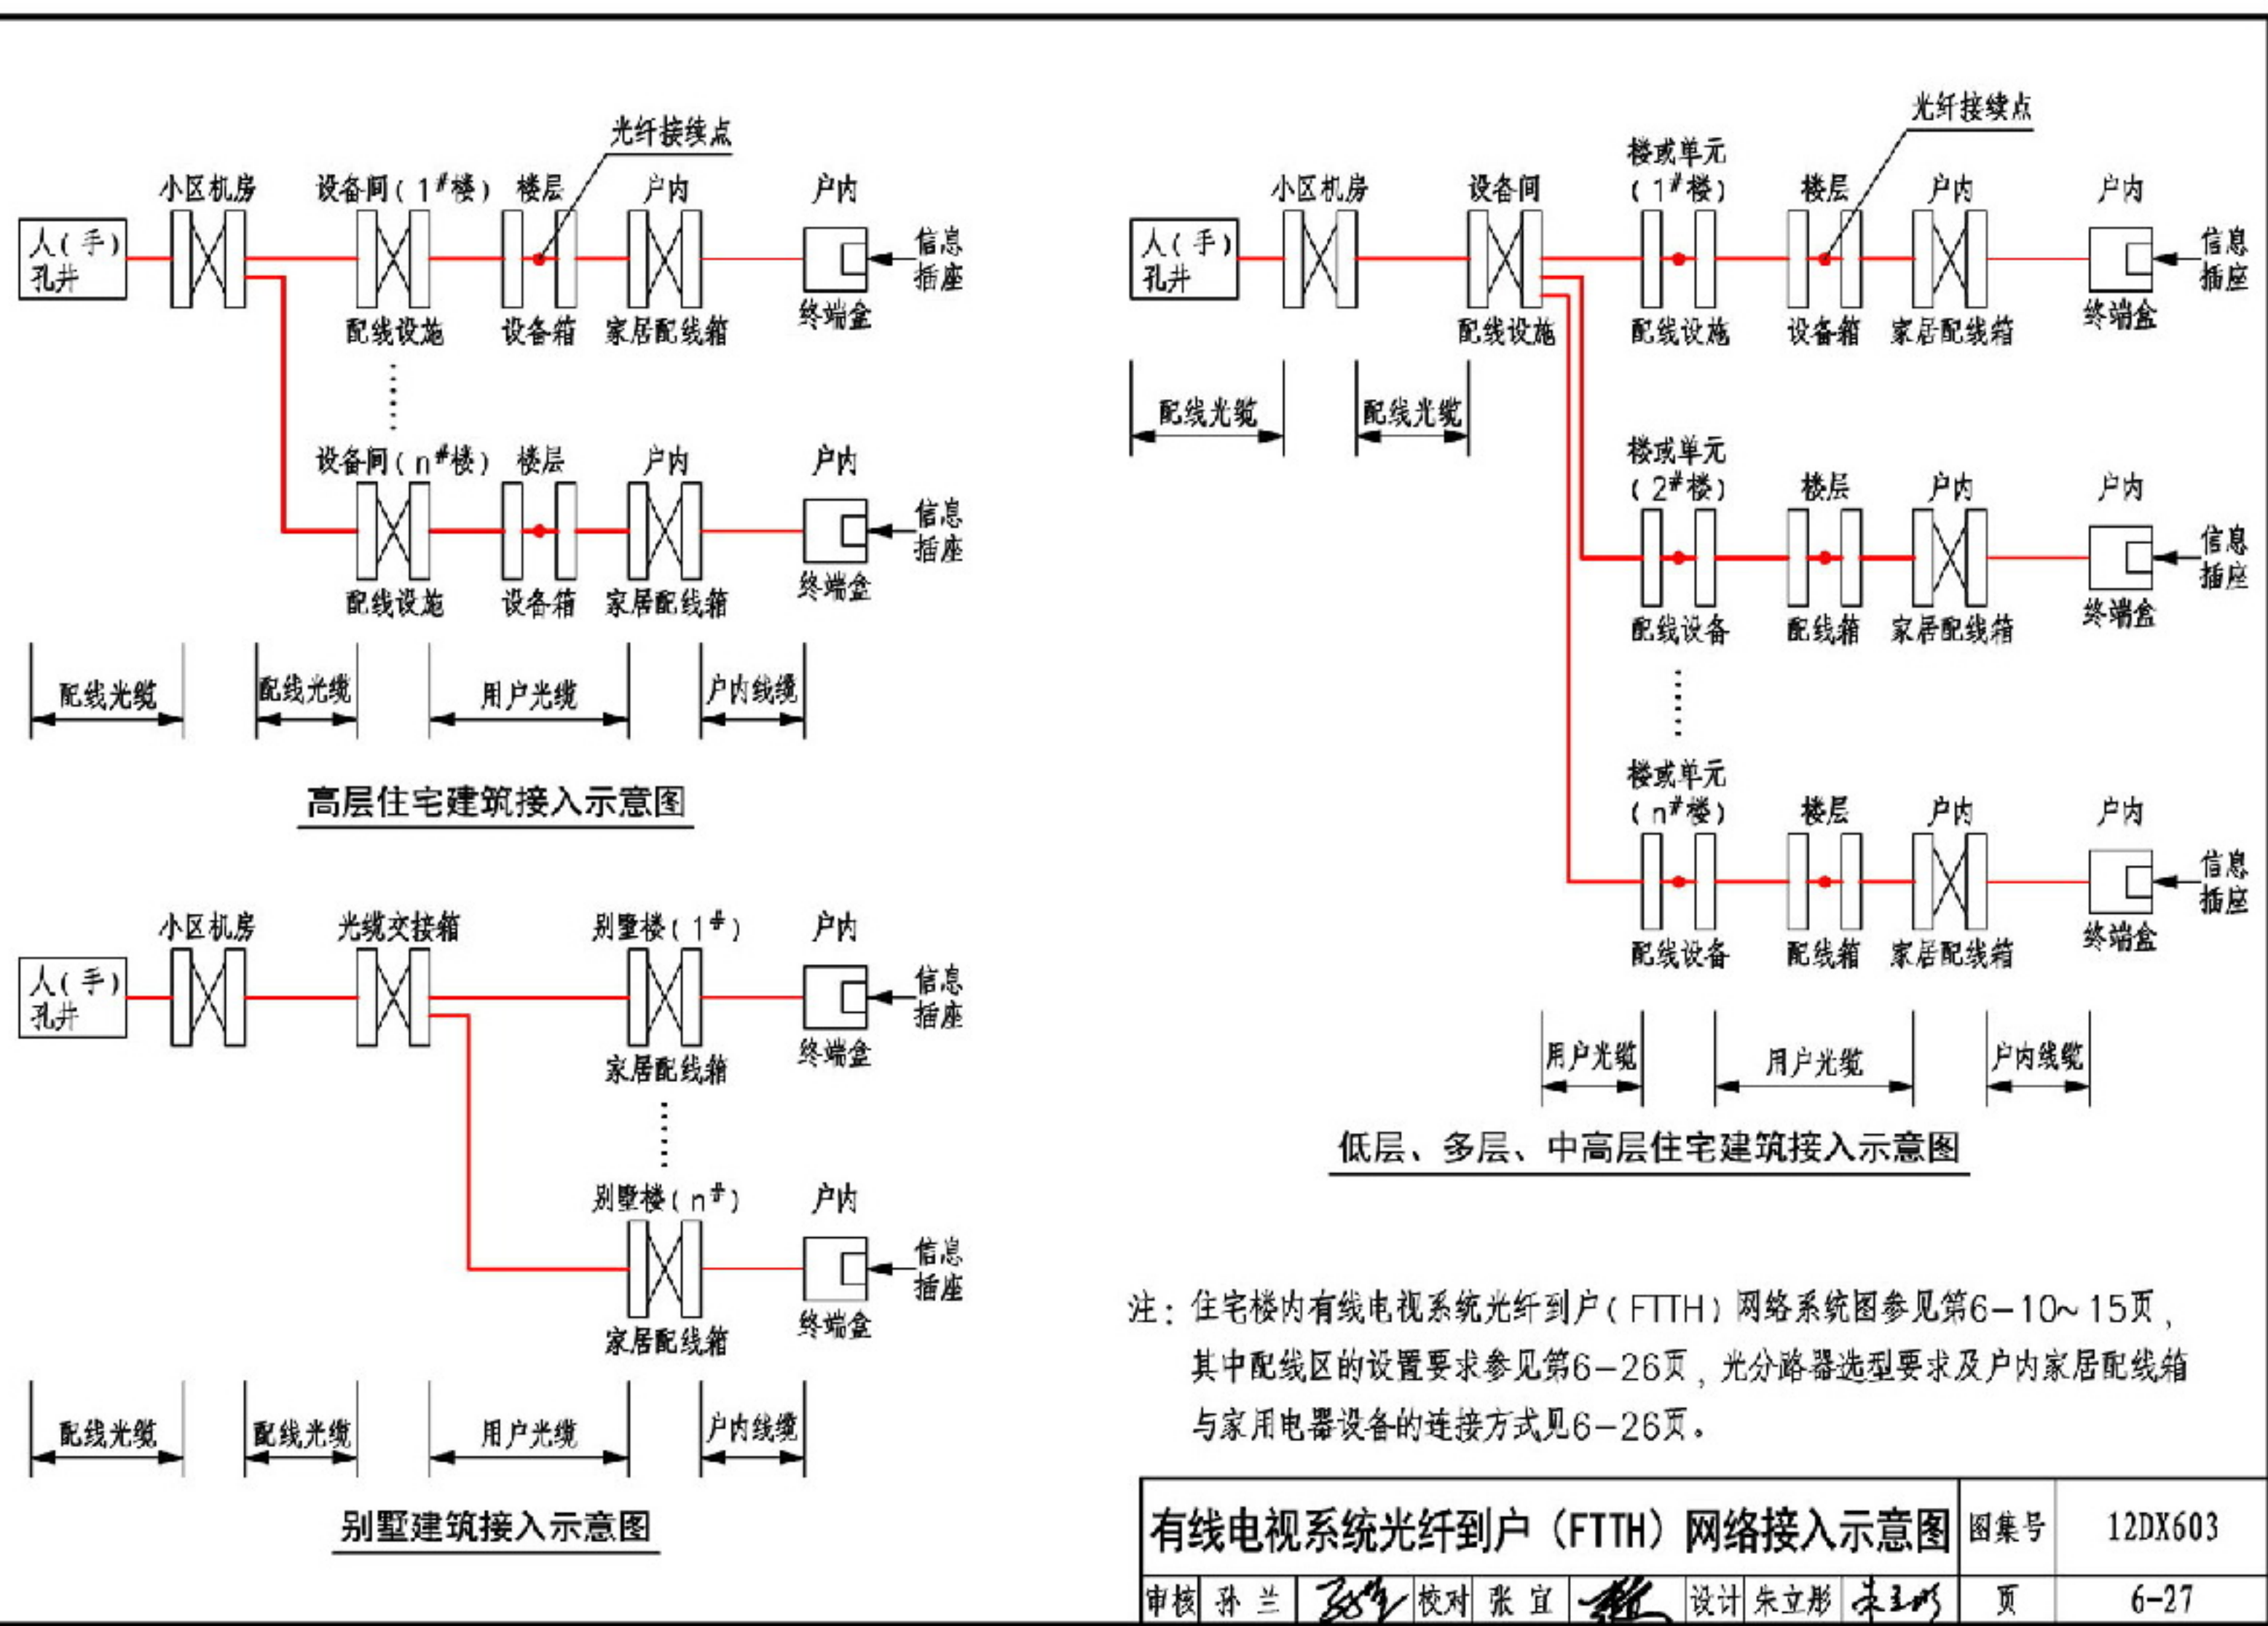 光纤接续点
小区机房
设备间(1#楼)
楼层
户内
户内
人(手)
孔井
信息
插座
配线设施
设备箱
家居配线箱
终端盒
设备间(n#楼)
楼层
户内
户内
信息
插座
配线设施
设备箱
家居配线箱
终端盒
配线光缆
配线光缆
用户光缆
户内线缆
高层住宅建筑接入示意图
小区机房
光缆交接箱
别墅楼(1#)
户内
人(手)
孔井
信息
插座
家居配线箱
终端盒
别墅楼(n#)
户内
信息
插座
家居配线箱
终端盒
配线光缆
配线光缆
用户光缆
户内线缆
别墅建筑接入示意图
光纤接续点
小区机房
设备间
楼或单元
(1#楼)
楼层
户内
户内
人(手)
孔井
信息
插座
配线设施
配线设施
设备箱
家居配线箱
终端盒
配线光缆
配线光缆
楼或单元
(2#楼)
楼层
户内
户内
信息
插座
配线设备
配线箱
家居配线箱
终端盒
楼或单元
(n#楼)
楼层
户内
户内
信息
插座
配线设备
配线箱
家居配线箱
终端盒
用户光缆
用户光缆
户内线缆
低层、多层、中高层住宅建筑接入示意图
注：住宅楼内有线电视系统光纤到户(FTTH)网络系统图参见第6-10~15页，
其中配线区的设置要求参见第6-26页，光分路器选型要求及户内家居配线箱
与家用电器设备的连接方式见6-26页。
有线电视系统光纤到户（FTTH）网络接入示意图
图集号
12DX603
审核 孙兰 校对 张宜 设计 朱立彤 朱立彤
页
6-27